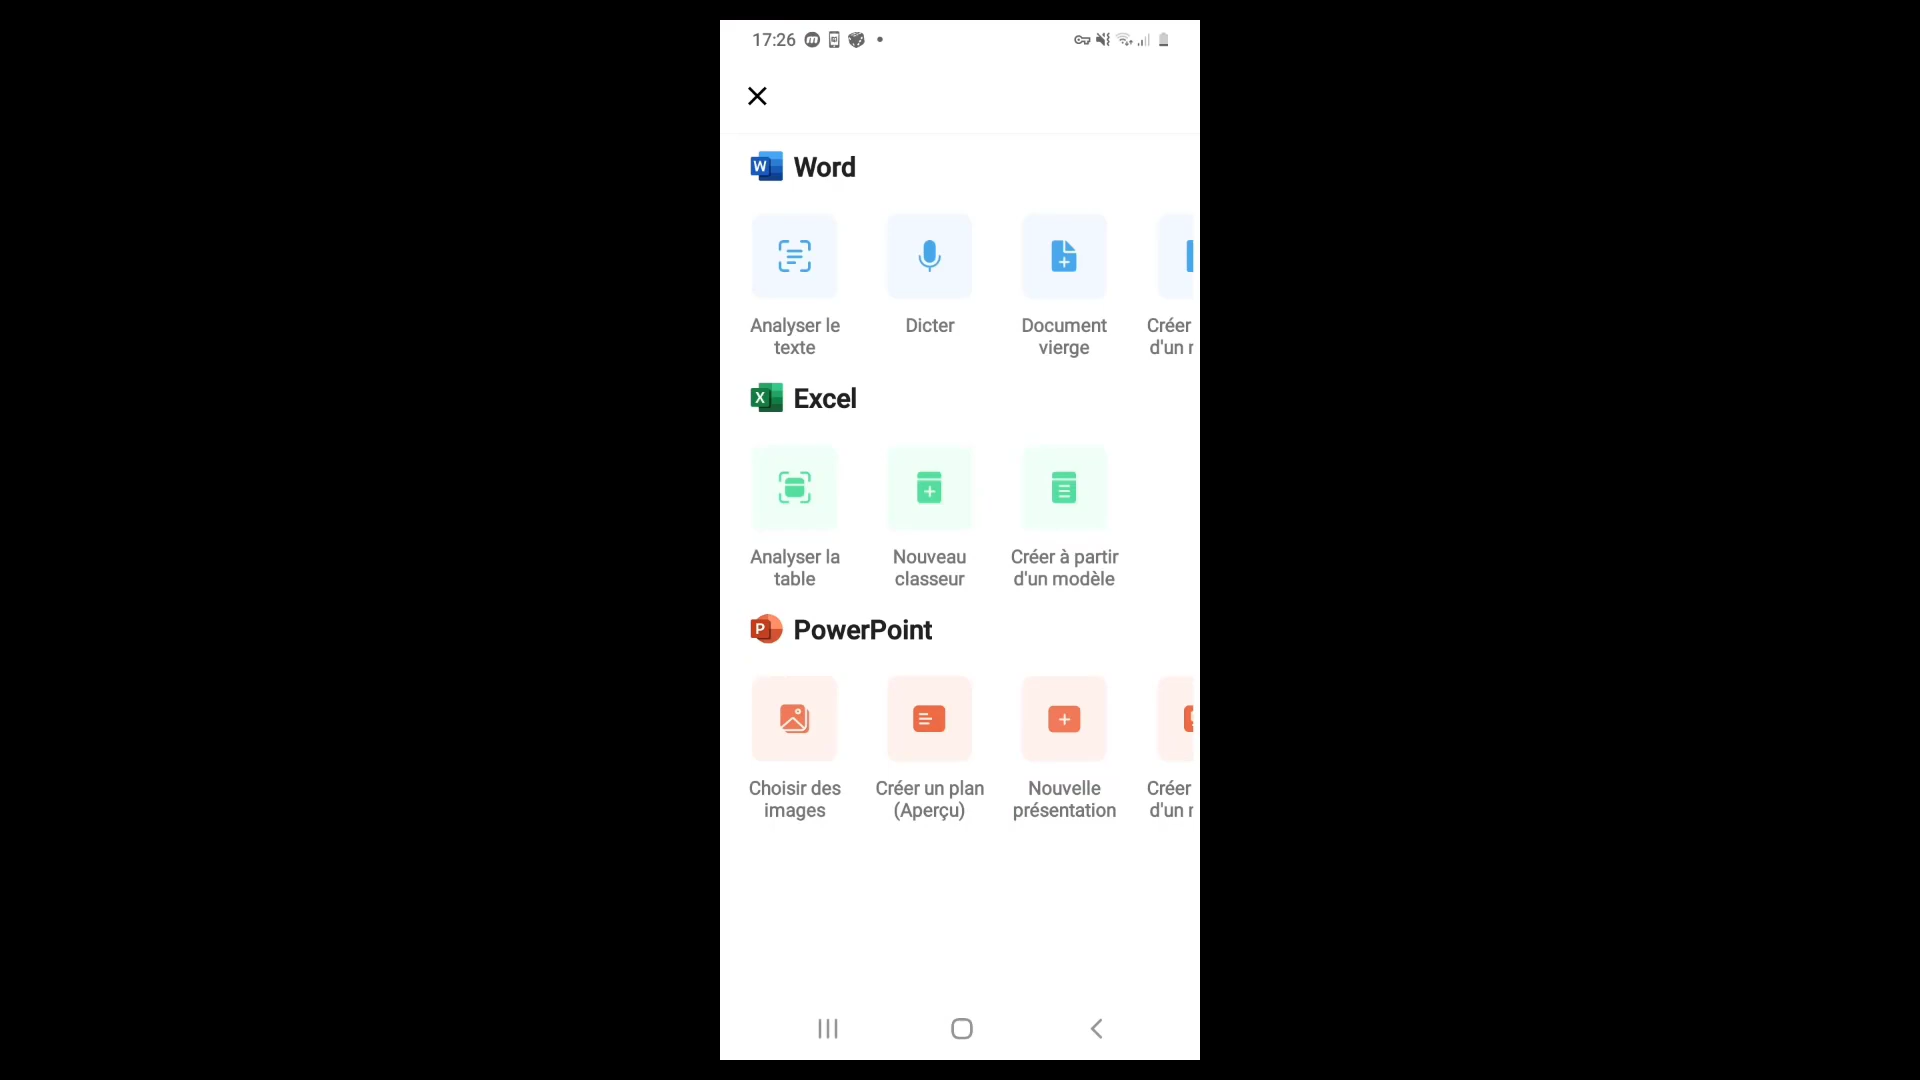 17:26
Word
Analyser le Dicter Document Créer
texte vierge d'un
Excel
Analyser la Nouveau Créer à partir
table classeur d'un modèle
PowerPoint
Choisir des Créer un plan Nouvelle Créer
images (Aperçu) présentation d'un